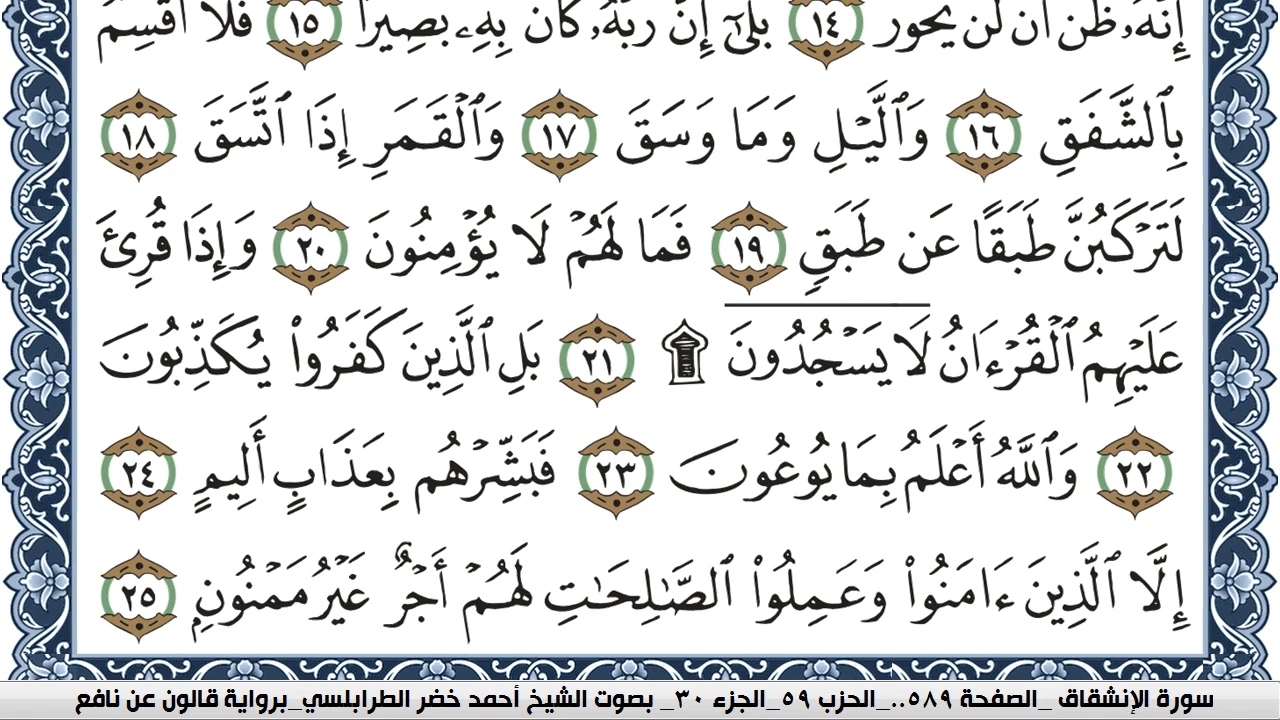 إِنَّهُۥ ظَنَّ أَن لَّن يَحُورَ ١٤ بَلَىٰٓ إِنَّ رَبَّهُۥ كَانَ بِهِۦ بَصِيرًا ١٥ فَلَا أُقْسِمُ
بِٱلشَّفَقِ ١٦ وَٱلَّيْلِ وَمَا وَسَقَ ١٧ وَٱلْقَمَرِ إِذَا ٱتَّسَقَ ١٨
لَتَرْكَبُنَّ طَبَقًا عَن طَبَقٍ ١٩ فَمَا لَهُمْ لَا يُؤْمِنُونَ ٢٠ وَإِذَا قُرِئَ
عَلَيْهِمُ ٱلْقُرْءَانُ لَا يَسْجُدُونَ ۩ ٢١ بَلِ ٱلَّذِينَ كَفَرُواْ يُكَذِّبُونَ
٢٢ وَٱللَّهُ أَعْلَمُ بِمَا يُوعُونَ ٢٣ فَبَشِّرْهُم بِعَذَابٍ أَلِيمٍ ٢٤
إِلَّا ٱلَّذِينَ ءَامَنُواْ وَعَمِلُواْ ٱلصَّٰلِحَٰتِ لَهُمْ أَجْرٌ غَيْرُ مَمْنُونٍ ٢٥
سورة الإنشقاق _الصفحة ٥٨٩.._الحزب ٥٩_الجزء ٣٠_ بصوت الشيخ أحمد خضر الطرابلسي_برواية قالون عن نافع